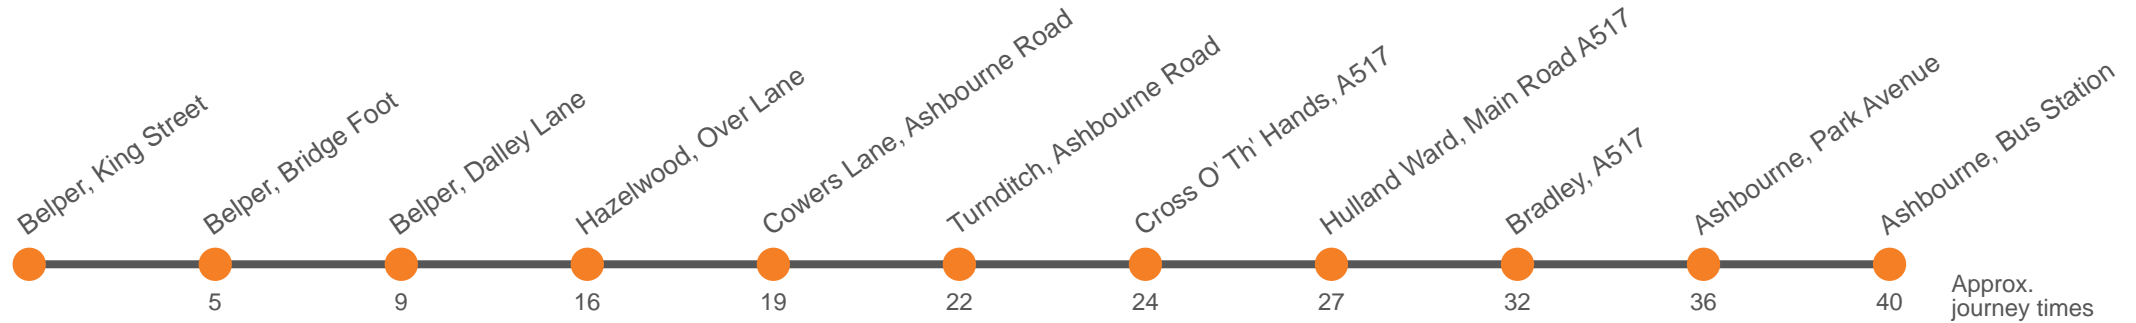 Belper, King Street
Belper, Bridge Foot
Belper, Dalley Lane
Hazelwood, Over Lane
Cowers Lane, Ashbourne Road
Turnditch, Ashbourne Road
Cross O' Th' Hands, A517
Hulland Ward, Main Road A517
Bradley, A517
Ashbourne, Park Avenue
Ashbourne, Bus Station
5
9
16
19
22
24
27
32
36
40
Approx.
journey times